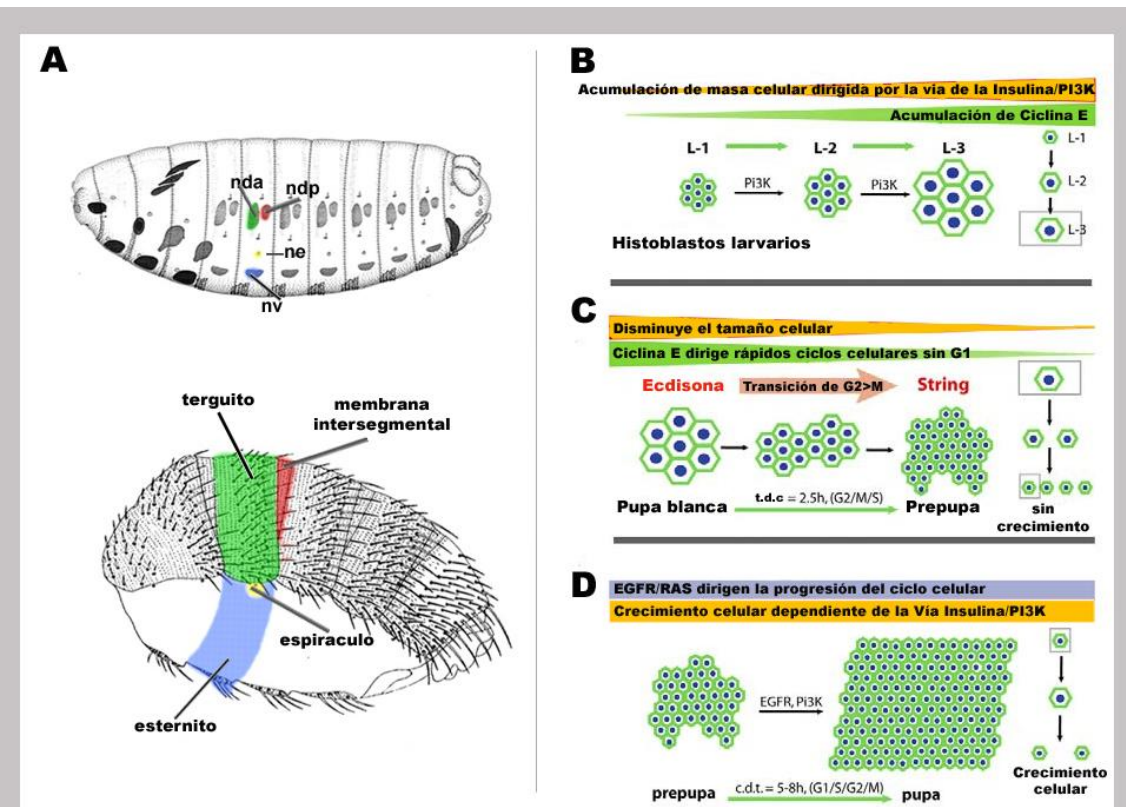 A
nda
ndp
ne
nv
terguito
membrana
intersegmental
espiraculo
esternito
B
Acumulación de masa celular dirigida por la via de la Insulina/PI3K
Acumulación de Ciclina E
L-1
L-2
L-3
Pi3K
Pi3K
L-1
L-2
L-3
Histoblastos larvarios
C
Disminuye el tamaño celular
Ciclina E dirige rápidos ciclos celulares sin G1
Ecdisona
Transición de G2>M
String
t.d.c = 2.5h, (G2/M/S)
Pupa blanca
Prepupa
sin
crecimiento
D
EGFR/RAS dirigen la progresión del ciclo celular
Crecimiento celular dependiente de la Vía Insulina/PI3K
EGFR, Pi3K
Crecimiento
celular
prepupa
c.d.t. = 5-8h, (G1/S/G2/M)
pupa